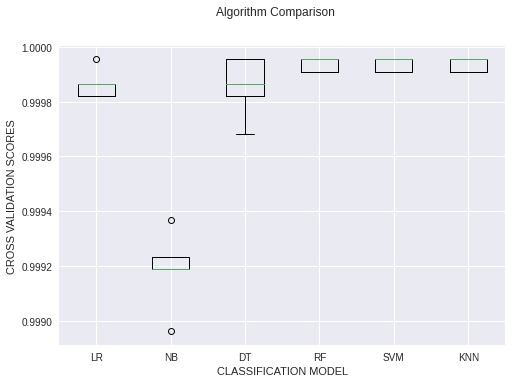 Algorithm Comparison
1.0000
0.9998
0.9996
0.9994
0.9992
0.9990
CROSS VALIDATION SCORES
LR NB DT RF SVM KNN
CLASSIFICATION MODEL